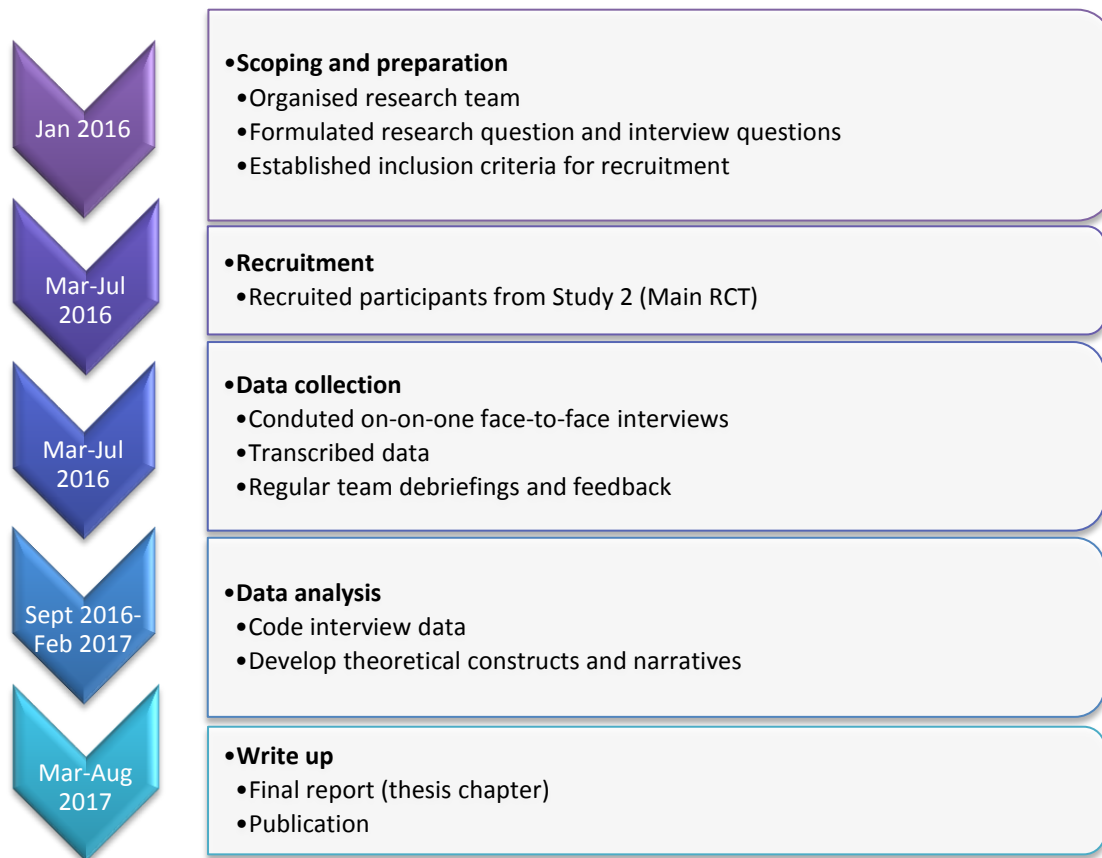 Jan 2016
•Scoping and preparation
•Organised research team
•Formulated research question and interview questions
•Established inclusion criteria for recruitment
Mar-Jul
2016
•Recruitment
•Recruited participants from Study 2 (Main RCT)
Mar-Jul
2016
•Data collection
•Conduted on-on-one face-to-face interviews
•Transcribed data
•Regular team debriefings and feedback
Sept 2016-
Feb 2017
•Data analysis
•Code interview data
•Develop theoretical constructs and narratives
Mar-Aug
2017
•Write up
•Final report (thesis chapter)
•Publication